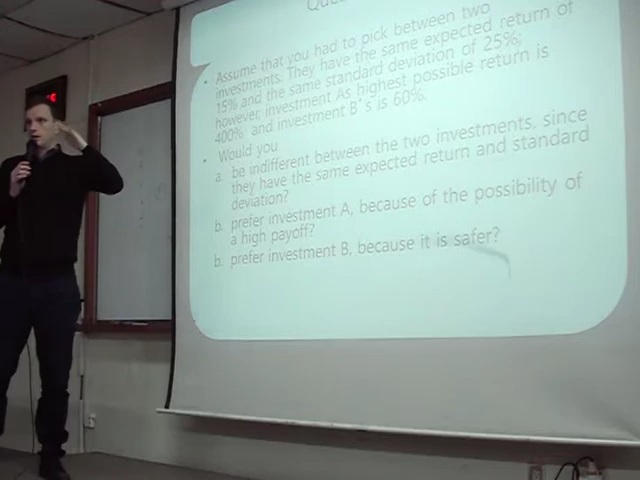 Que
• Assume that you had to pick between two
investments. They have the same expected return of
15% and the same standard deviation of 25%;
however, investment As highest possible return is
400% and investment B's is 60%.
• Would you
a. be indifferent between the two investments, since
they have the same expected return and standard
deviation?
b. prefer investment A, because of the possibility of
a high payoff?
b. prefer investment B, because it is safer?